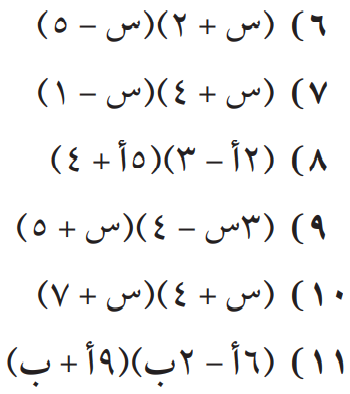 ٦) (س + ٢)(س – ٥)
٧) (س + ٤)(س – ١)
٨) (٢أ – ٣)(٥أ + ٤)
٩) (٣س – ٤)(س + ٥)
١٠) (س + ٤)(س + ٧)
١١) (٦أ – ٢ب)(٩أ + ب)